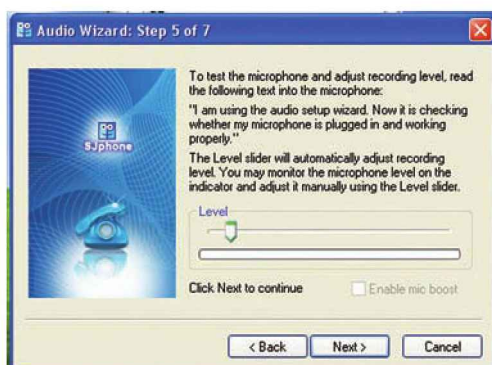 Audio Wizard: Step 5 of 7
SJphone
To test the microphone and adjust recording level, read
the following text into the microphone:
"I am using the audio setup wizard. Now it is checking
whether my microphone is plugged in and working
properly."
The Level slider will automatically adjust recording
level. You may monitor the microphone level on the
indicator and adjust it manually using the Level slider.
Level
Click Next to continue
Enable mic boost
< Back
Next >
Cancel